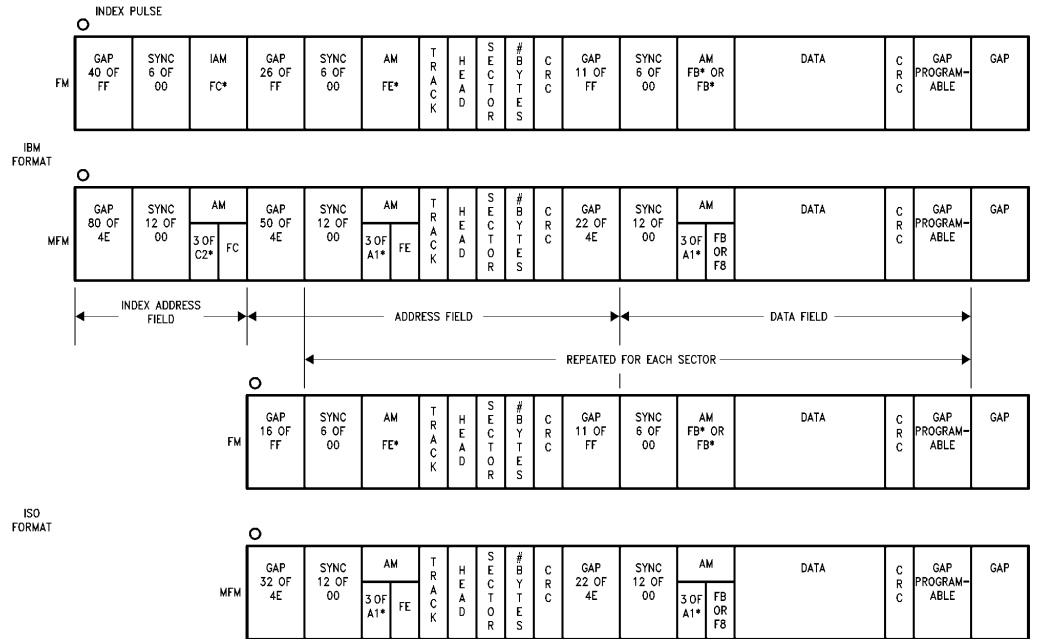 INDEX PULSE
FM
GAP 40 OF FF
SYNC 6 OF 00
IAM FC*
GAP 26 OF FF
SYNC 6 OF 00
AM FE*
TRACK
HEAD
SECTOR
#BYTES
CRC
GAP 11 OF FF
SYNC 6 OF 00
AM FB* OR FB*
DATA
CRC
GAP PROGRAM-ABLE
GAP
IBM FORMAT
MFM
GAP 80 OF 4E
SYNC 12 OF 00
AM
3 OF C2*
FC
GAP 50 OF 4E
SYNC 12 OF 00
AM
3 OF A1*
FE
TRACK
HEAD
SECTOR
#BYTES
CRC
GAP 22 OF 4E
SYNC 12 OF 00
AM
3 OF A1*
FB OR F8
DATA
CRC
GAP PROGRAM-ABLE
GAP
INDEX ADDRESS FIELD
ADDRESS FIELD
DATA FIELD
REPEATED FOR EACH SECTOR
FM
GAP 16 OF FF
SYNC 6 OF 00
AM FE*
TRACK
HEAD
SECTOR
#BYTES
CRC
GAP 11 OF FF
SYNC 6 OF 00
AM FB* OR FB*
DATA
CRC
GAP PROGRAM-ABLE
GAP
ISO FORMAT
MFM
GAP 32 OF 4E
SYNC 12 OF 00
AM
3 OF A1*
FE
TRACK
HEAD
SECTOR
#BYTES
CRC
GAP 22 OF 4E
SYNC 12 OF 00
AM
3 OF A1*
FB OR F8
DATA
CRC
GAP PROGRAM-ABLE
GAP